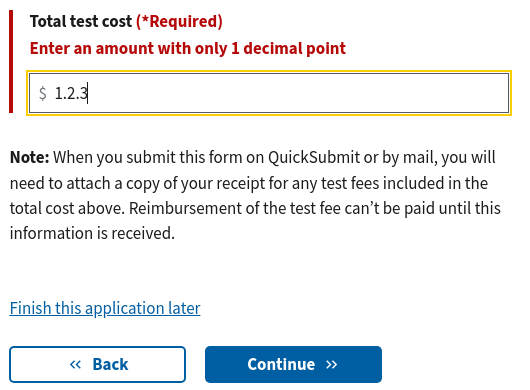 Total test cost (*Required)
Enter an amount with only 1 decimal point
$ 1.2.3
Note: When you submit this form on QuickSubmit or by mail, you will
need to attach a copy of your receipt for any test fees included in the
total cost above. Reimbursement of the test fee can’t be paid until this
information is received.
Finish this application later
« Back
Continue »